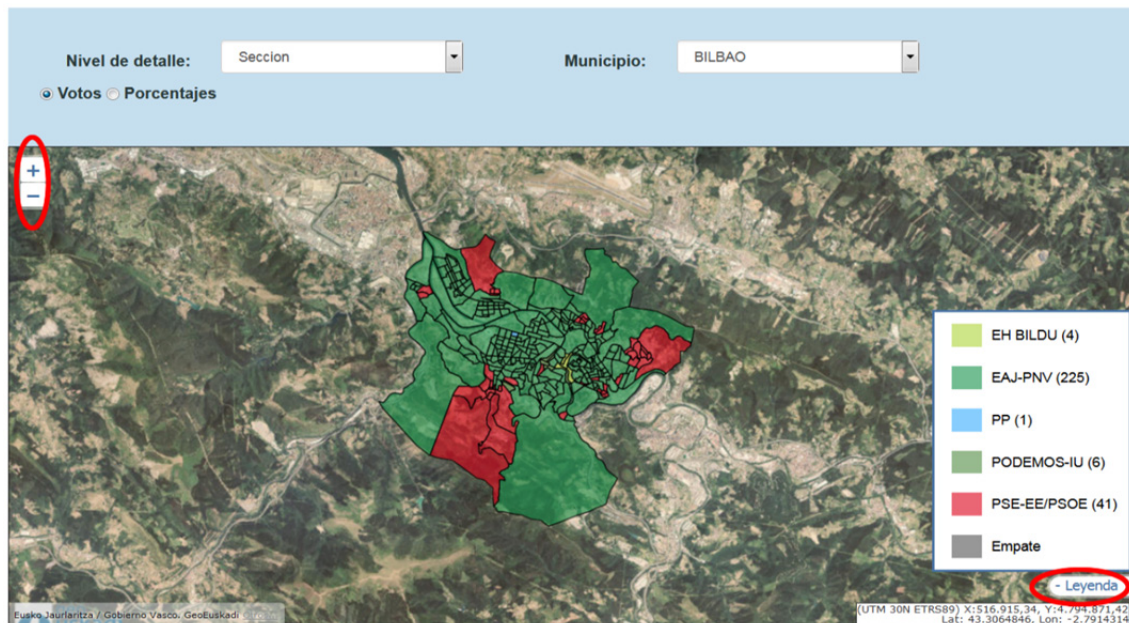 Nivel de detalle: Seccion Municipio: BILBAO
Votos Porcentajes
+
−
EH BILDU (4)
EAJ-PNV (225)
PP (1)
PODEMOS-IU (6)
PSE-EE/PSOE (41)
Empate
- Leyenda
Eusko Jaurlaritza / Gobierno Vasco. GeoEuskadi
(UTM 30N ETRS89) X:516.915,34, Y:4.794.871,42
Lat: 43.3064846, Lon: -2.7914314